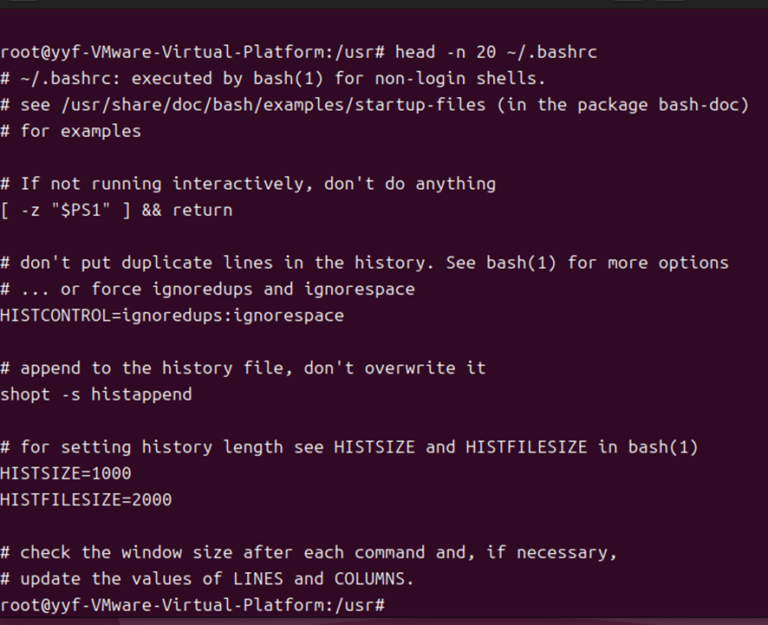 root@yyf-VMware-Virtual-Platform:/usr# head -n 20 ~/.bashrc
# ~/.bashrc: executed by bash(1) for non-login shells.
# see /usr/share/doc/bash/examples/startup-files (in the package bash-doc)
# for examples

# If not running interactively, don't do anything
[ -z "$PS1" ] && return

# don't put duplicate lines in the history. See bash(1) for more options
# ... or force ignoredups and ignorespace
HISTCONTROL=ignoredups:ignorespace

# append to the history file, don't overwrite it
shopt -s histappend

# for setting history length see HISTSIZE and HISTFILESIZE in bash(1)
HISTSIZE=1000
HISTFILESIZE=2000

# check the window size after each command and, if necessary,
# update the values of LINES and COLUMNS.
root@yyf-VMware-Virtual-Platform:/usr#